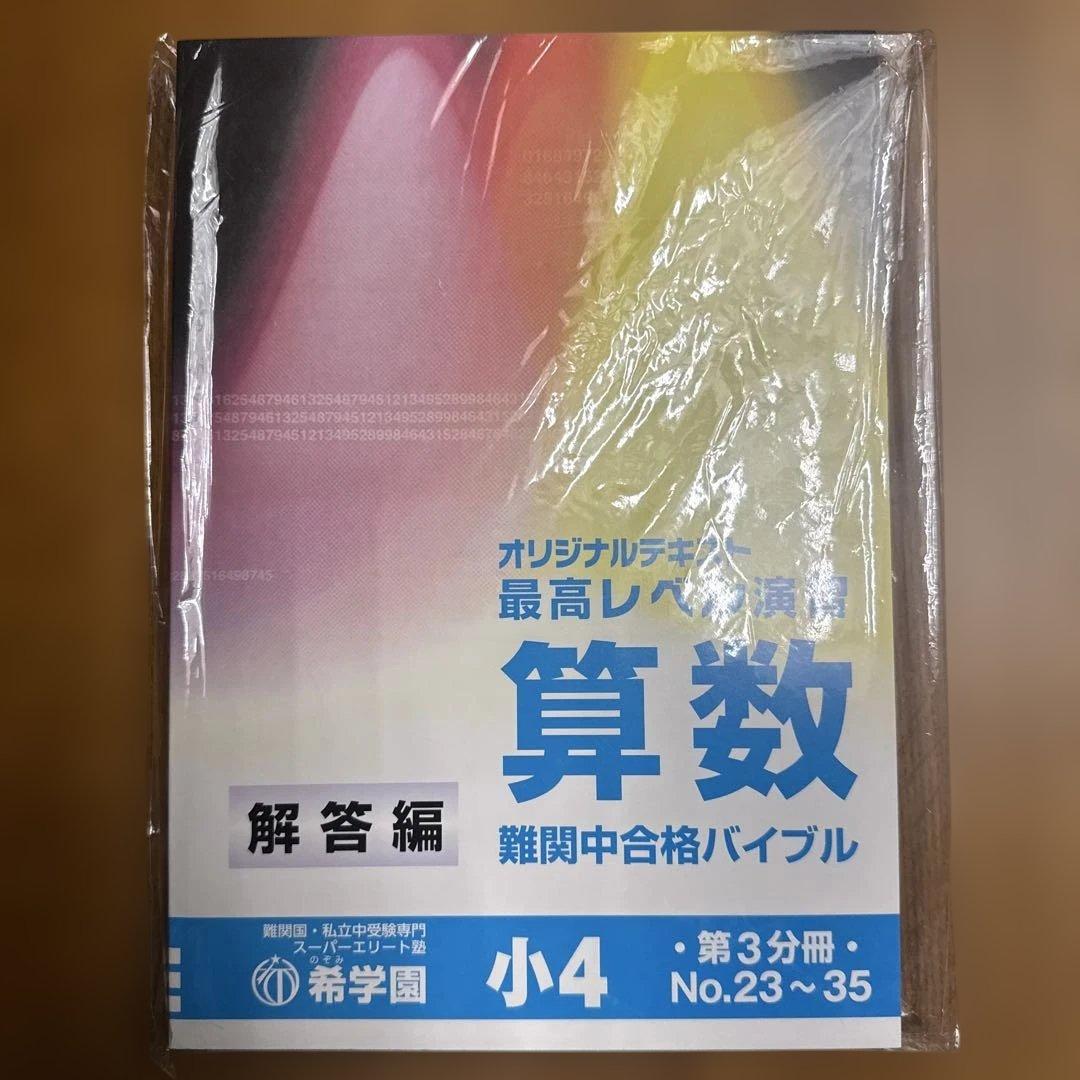 オリジナルテキスト
最高レベル演習
算数
難関中合格バイブル
解答編
難関国・私立中受験専門
スーパーエリート塾
のぞみ
希学園
小4
・第3分冊・
No.23～35